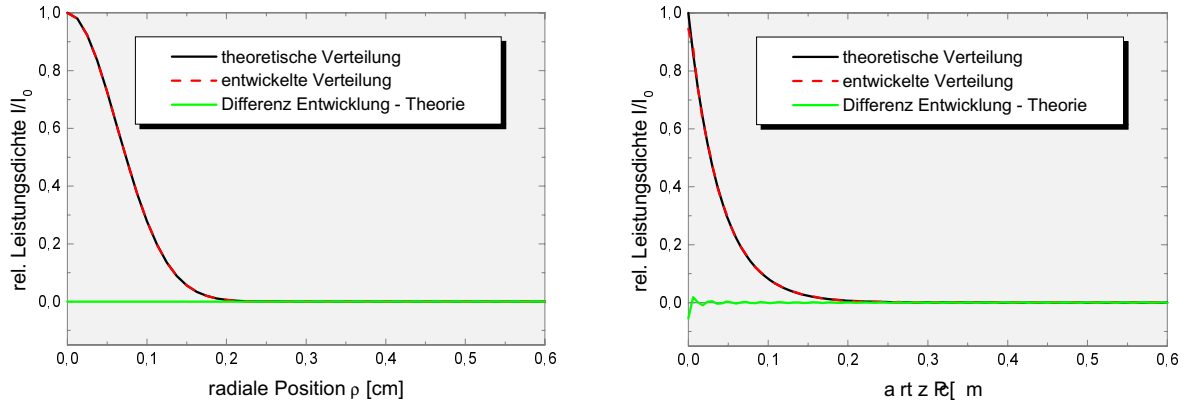 rel. Leistungsdichte I/I₀
1,0
0,8
0,6
0,4
0,2
0,0
theoretische Verteilung
entwickelte Verteilung
Differenz Entwicklung - Theorie
0,0 0,1 0,2 0,3 0,4 0,5 0,6
radiale Position ρ [cm]
rel. Leistungsdichte I/I₀
1,0
0,8
0,6
0,4
0,2
0,0
theoretische Verteilung
entwickelte Verteilung
Differenz Entwicklung - Theorie
0,0 0,1 0,2 0,3 0,4 0,5 0,6
a rt z [ m